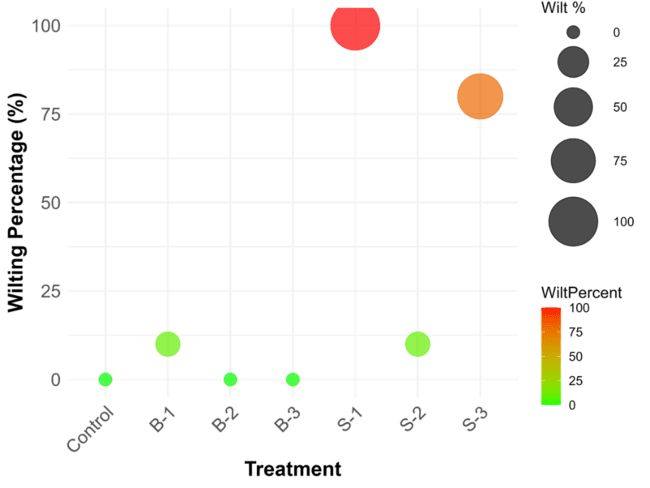 Wilting Percentage (%)
100
75
50
25
0
Control
B-1
B-2
B-3
S-1
S-2
S-3
Treatment
Wilt %
0
25
50
75
100
WiltPercent
100
75
50
25
0